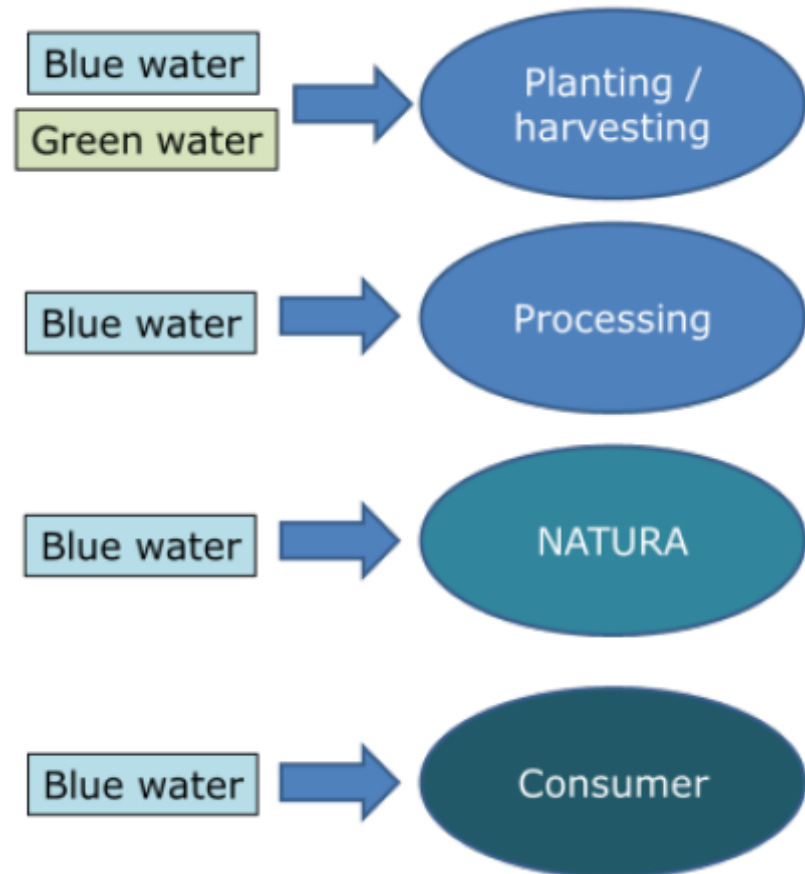 Blue water
Green water
Planting /
harvesting
Blue water
Processing
Blue water
NATURA
Blue water
Consumer